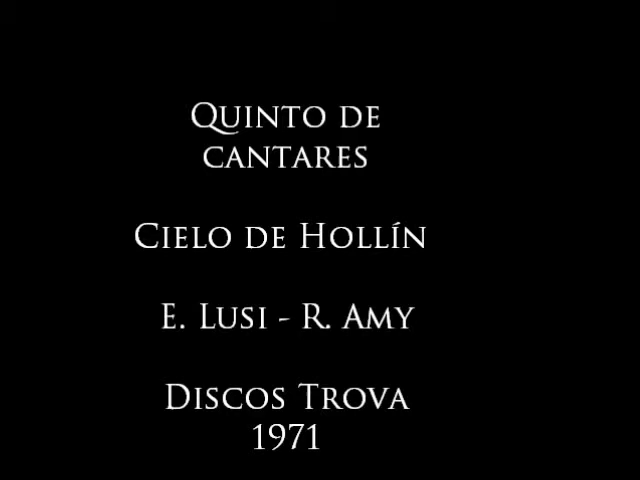 Quinto de
cantares
Cielo de Hollín
E. Lusi - R. Amy
Discos Trova
1971